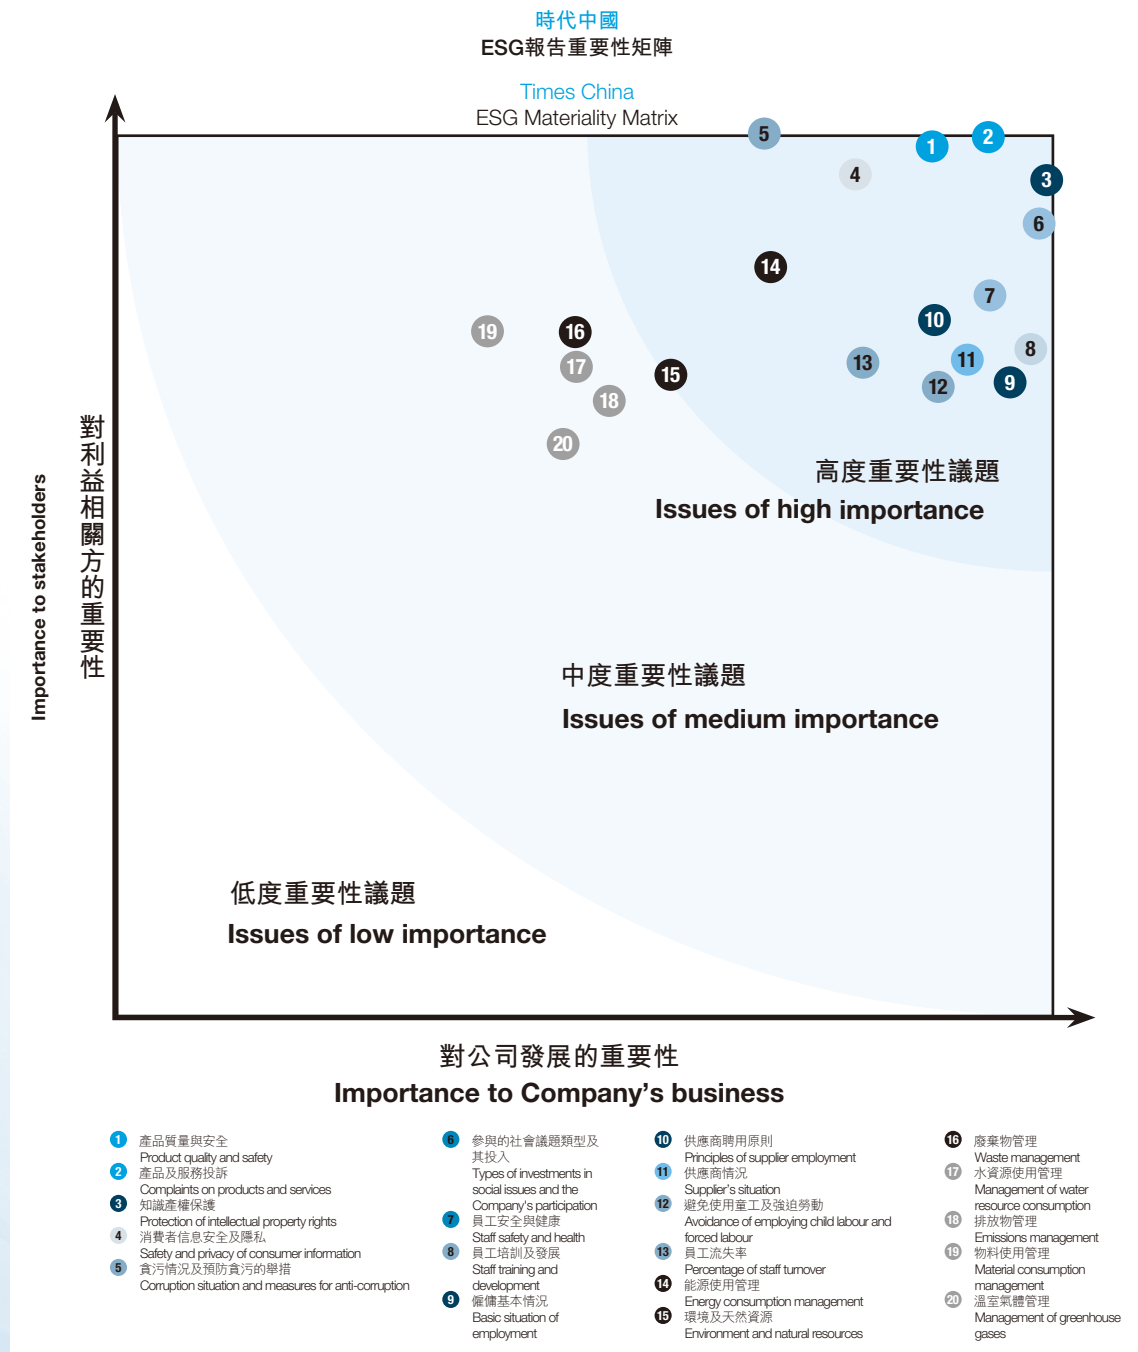 時代中國
ESG報告重要性矩陣
Times China
ESG Materiality Matrix
5
1
2
4
3
6
14
7
10
19
16
8
11
13
17
15
9
12
18
20
高度重要性議題
Issues of high importance
對利益相關方的重要性
Importance to stakeholders
中度重要性議題
Issues of medium importance
低度重要性議題
Issues of low importance
對公司發展的重要性
Importance to Company's business
1 產品質量與安全
Product quality and safety
2 產品及服務投訴
Complaints on products and services
3 知識產權保護
Protection of intellectual property rights
4 消費者信息安全及隱私
Safety and privacy of consumer information
5 貪污情況及預防貪污的舉措
Corruption situation and measures for anti-corruption
6 參與的社會議題類型及
其投入
Types of investments in
social issues and the
Company's participation
7 員工安全與健康
Staff safety and health
8 員工培訓及發展
Staff training and
development
9 僱傭基本情況
Basic situation of
employment
10 供應商聘用原則
Principles of supplier employment
11 供應商情況
Supplier's situation
12 避免使用童工及強迫勞動
Avoidance of employing child labour and
forced labour
13 員工流失率
Percentage of staff turnover
14 能源使用管理
Energy consumption management
15 環境及天然資源
Environment and natural resources
16 廢棄物管理
Waste management
17 水資源使用管理
Management of water
resource consumption
18 排放物管理
Emissions management
19 物料使用管理
Material consumption
management
20 溫室氣體管理
Management of greenhouse
gases